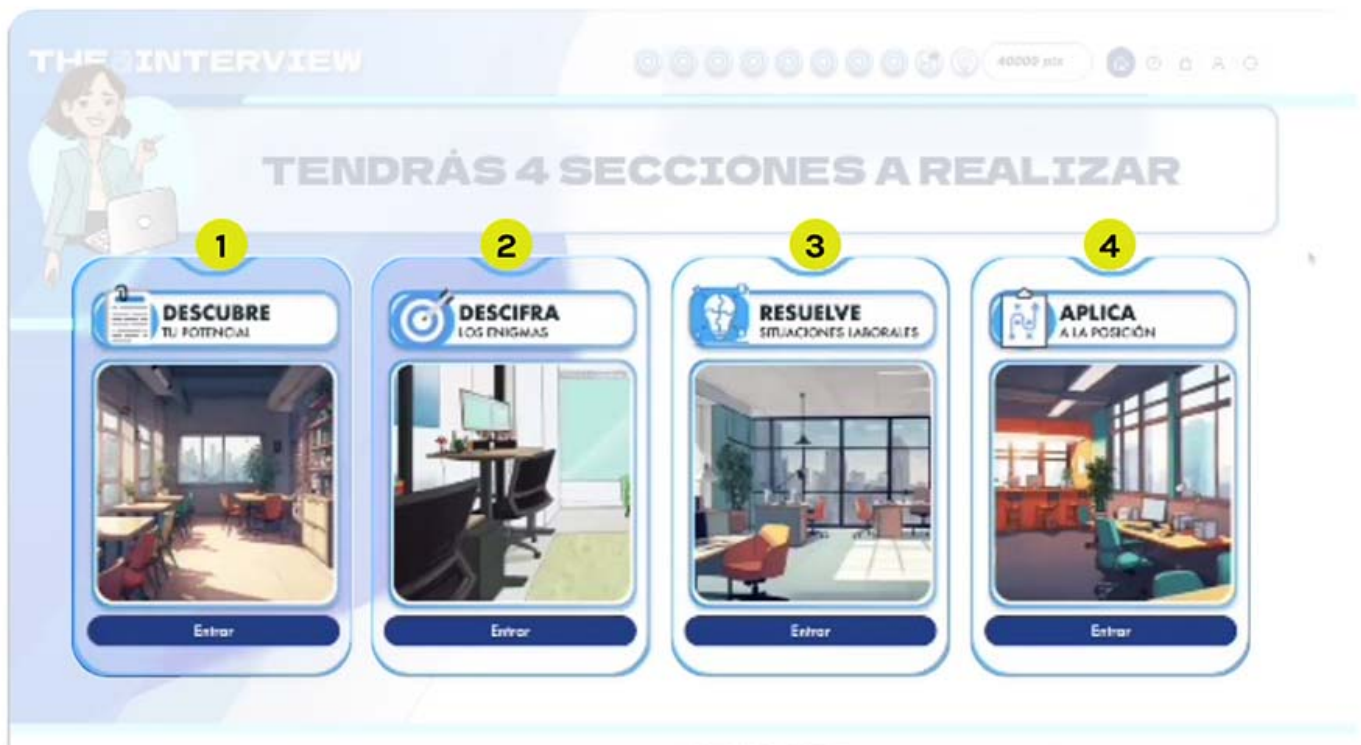 THE INTERVIEW
40000 pts
TENDRÁS 4 SECCIONES A REALIZAR
1
DESCUBRE
TU POTENCIAL
Entrar
2
DESCIFRA
LOS ENIGMAS
Entrar
3
RESUELVE
SITUACIONES LABORALES
Entrar
4
APLICA
A LA POSICIÓN
Entrar